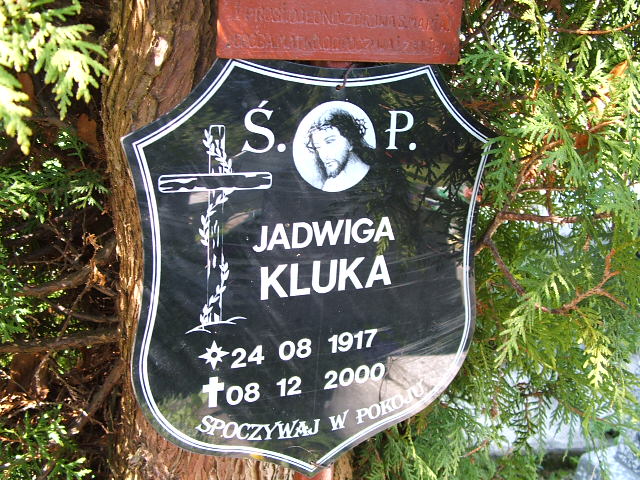 Ś. P.
JADWIGA
KLUKA
24 08 1917
08 12 2000
SPOCZYWAJ W POKOJU